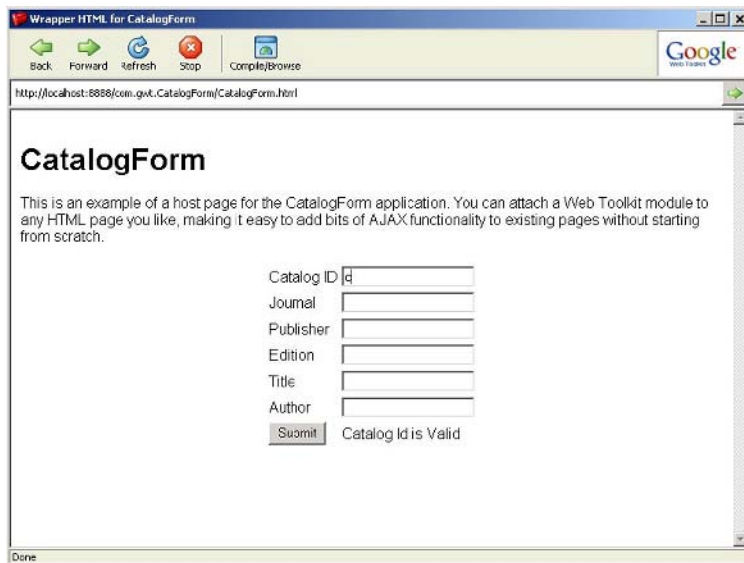 Wrapper HTML for CatalogForm
Back Forward Refresh Stop Compile/Browse
Google
Web Toolkit
http://localhost:8888/com.gwt.CatalogForm/CatalogForm.html
CatalogForm
This is an example of a host page for the CatalogForm application. You can attach a Web Toolkit module to
any HTML page you like, making it easy to add bits of AJAX functionality to existing pages without starting
from scratch.
Catalog ID c
Journal
Publisher
Edition
Title
Author
Submit Catalog Id is Valid
Done